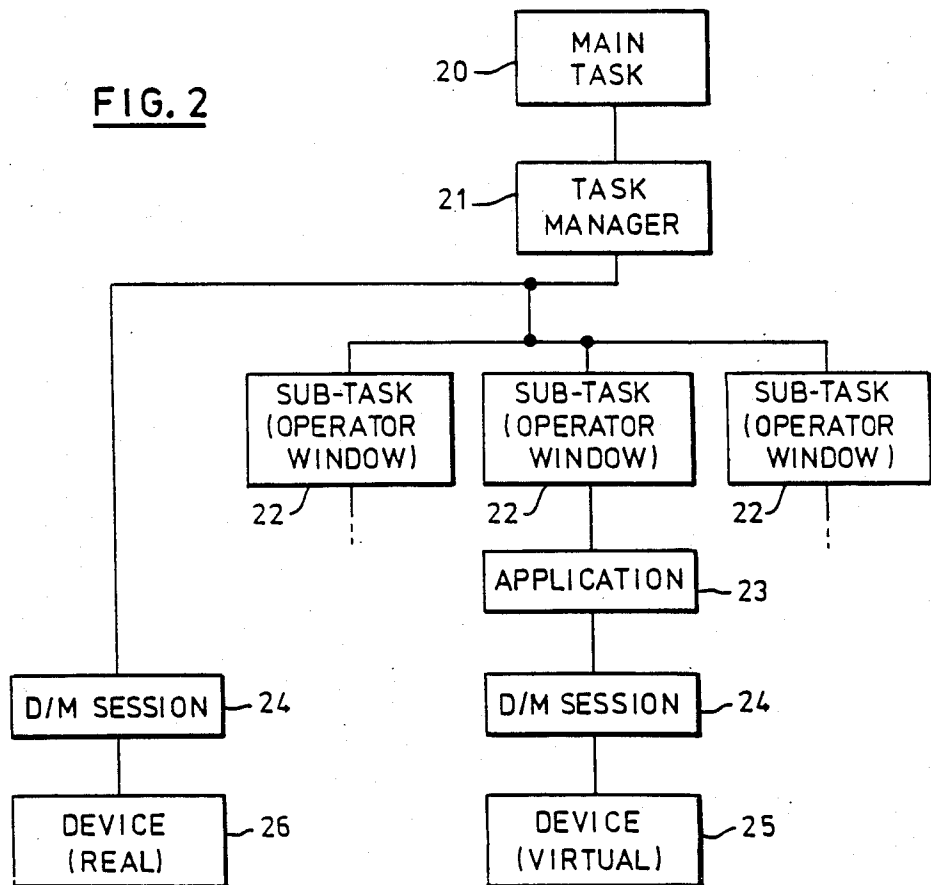 MAIN
TASK
20
FIG. 2
TASK
MANAGER
21
SUB-TASK
(OPERATOR
WINDOW)
22
SUB-TASK
(OPERATOR
WINDOW)
22
SUB-TASK
(OPERATOR
WINDOW)
22
APPLICATION
23
D/M SESSION
24
D/M SESSION
24
DEVICE
(REAL)
26
DEVICE
(VIRTUAL)
25